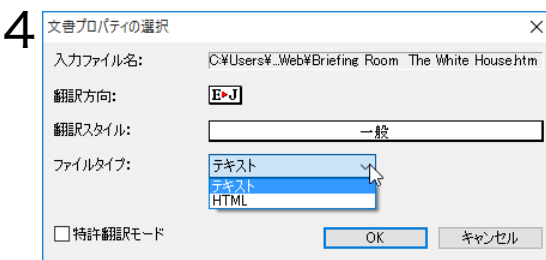 4
文書プロパティの選択
入力ファイル名: C:¥Users¥...Web¥Briefing Room  The White House.htm
翻訳方向: E▶J
翻訳スタイル: 一般
ファイルタイプ: テキスト
テキスト
HTML
特許翻訳モード OK キャンセル